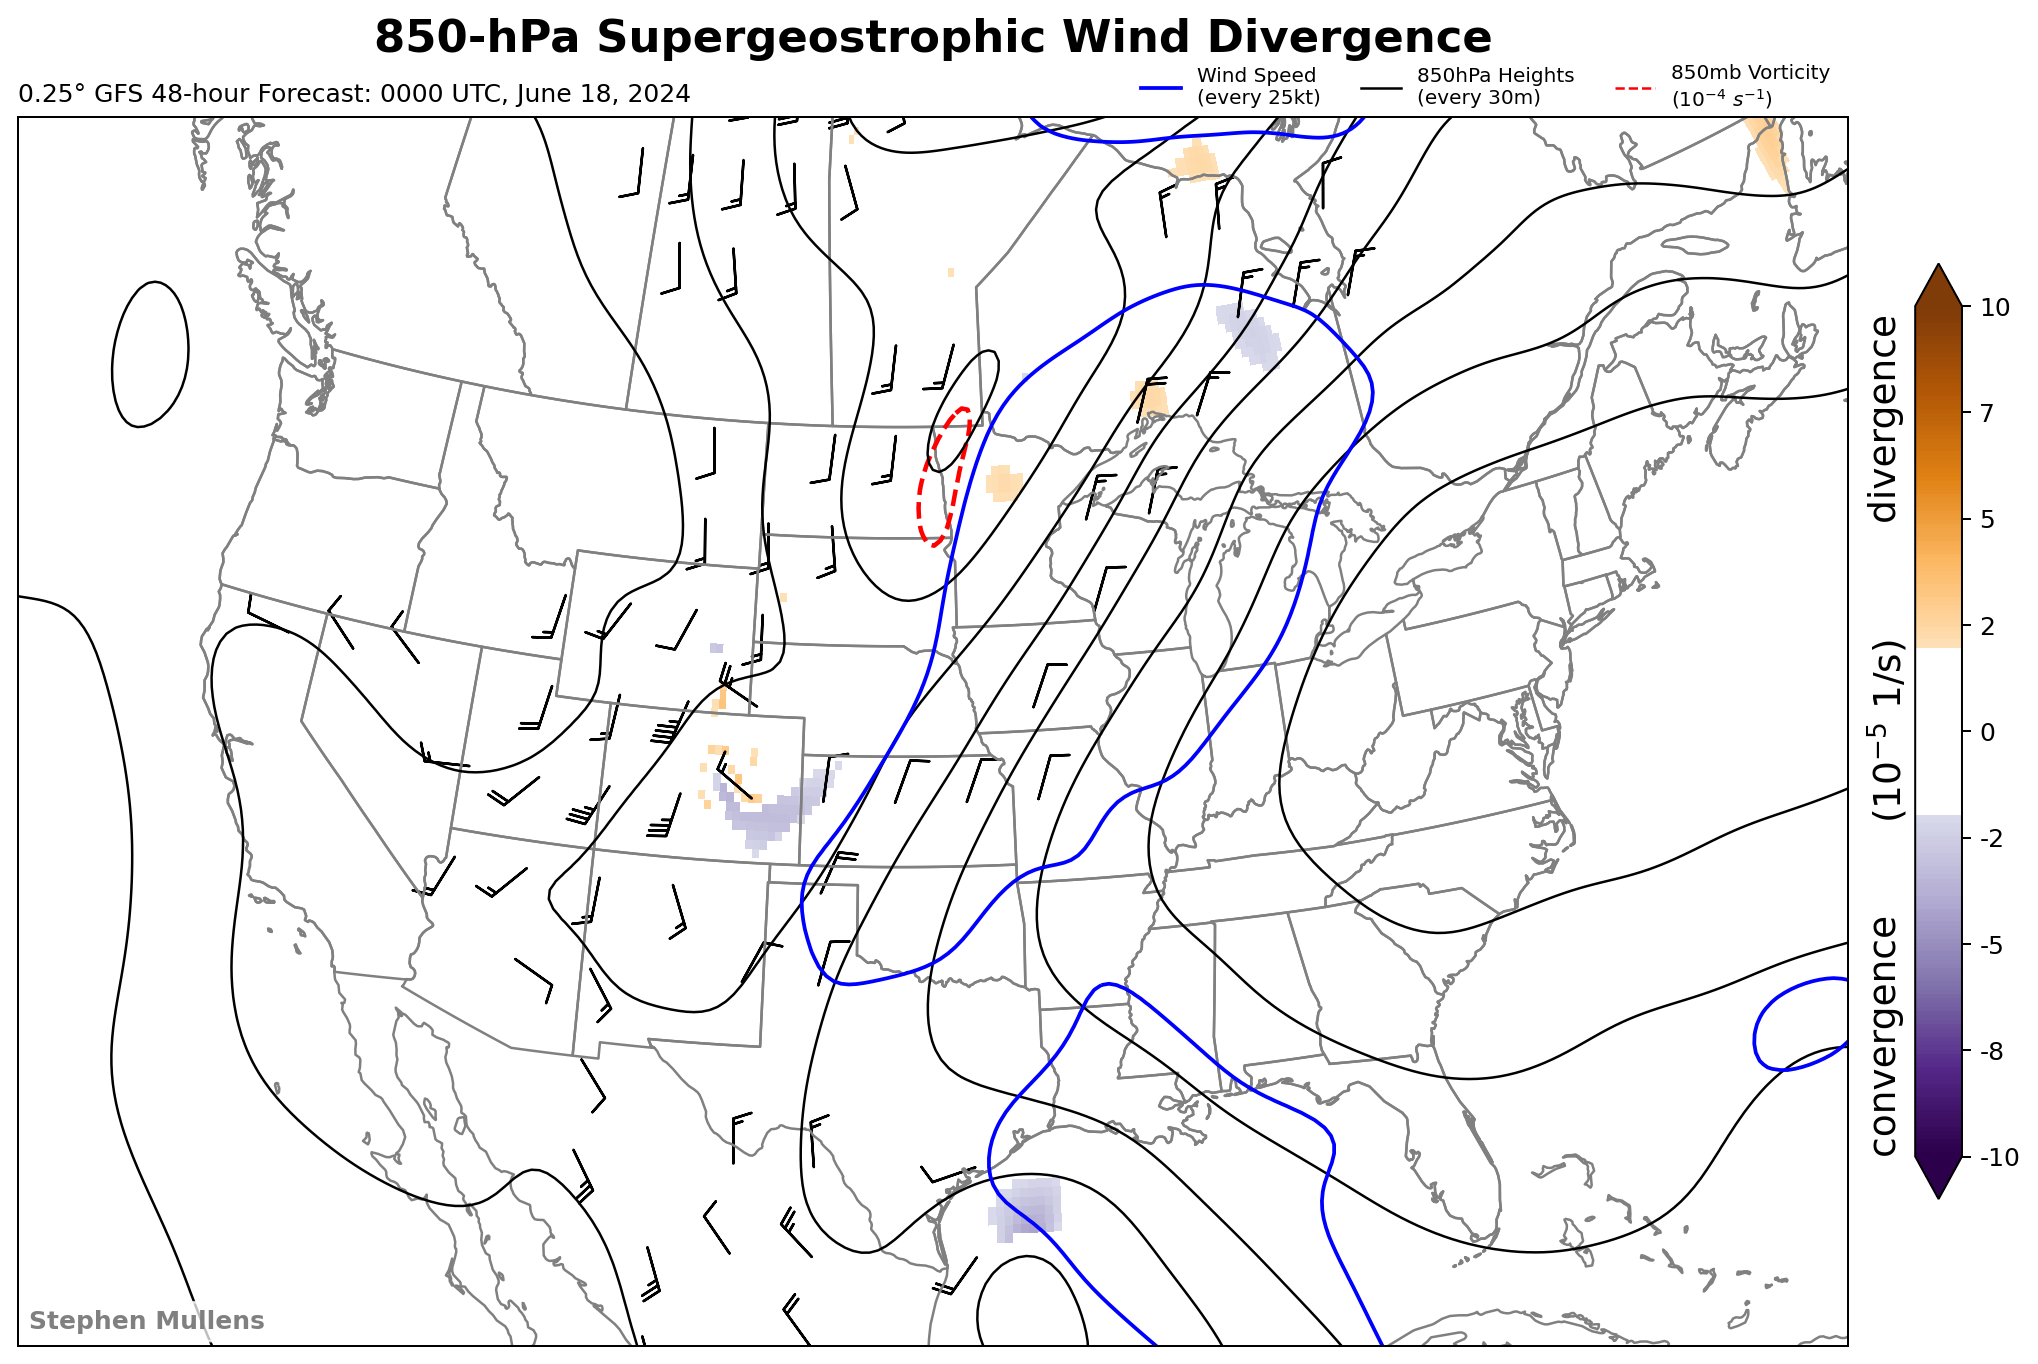 850-hPa Supergeostrophic Wind Divergence
0.25° GFS 48-hour Forecast: 0000 UTC, June 18, 2024
Wind Speed
(every 25kt)
850hPa Heights
(every 30m)
850mb Vorticity
(10⁻⁴ s⁻¹)
10
7
5
2
0
-2
-5
-8
-10
convergence (10⁻⁵ 1/s) divergence
Stephen Mullens